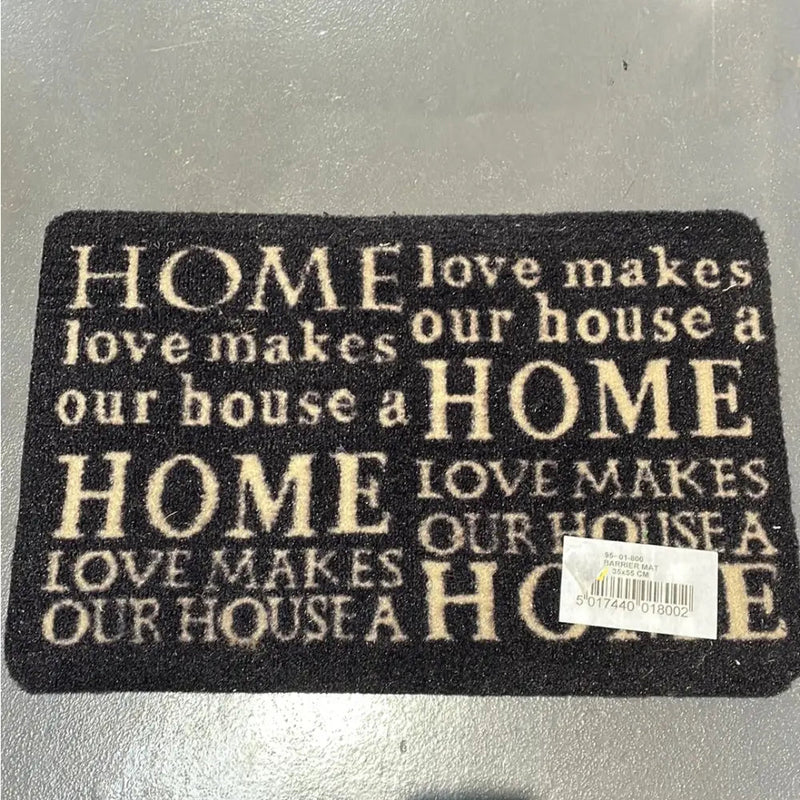 HOME
love makes
our house a
HOME
LOVE MAKES
OUR HOUSE A
love makes
our house a
HOME
LOVE MAKES
OUR HOUSE A
HOME
95-01-800
BARRIER MAT
35x55 CM
5 017440 018002